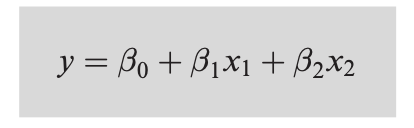 y = β₀ + β₁x₁ + β₂x₂